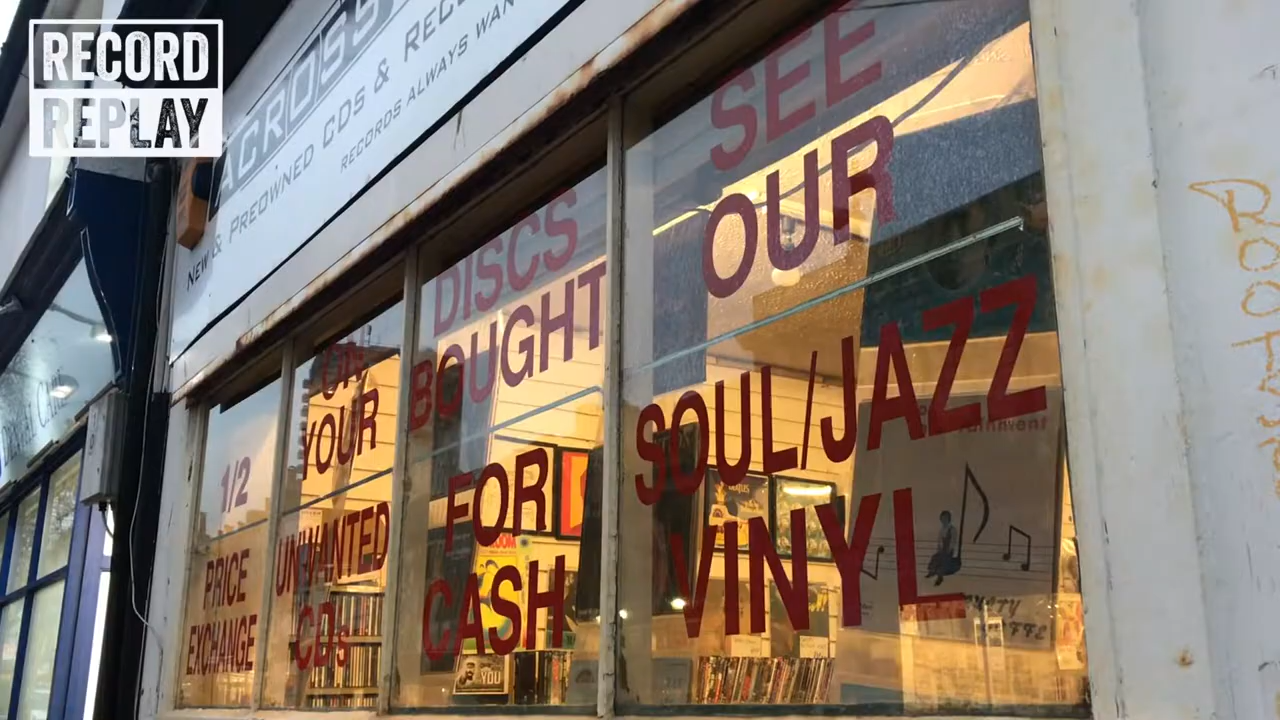 RECORD
REPLAY
ACROSS
NEW & PREOWNED CDS & REC
RECORDS ALWAYS WAN
1/2
PRICE
EXCHANGE
ON
YOUR
UNWANTED
CDs
DISCS
BOUGHT
FOR
CASH
SEE
OUR
SOUL/JAZZ
VINYL
YOU